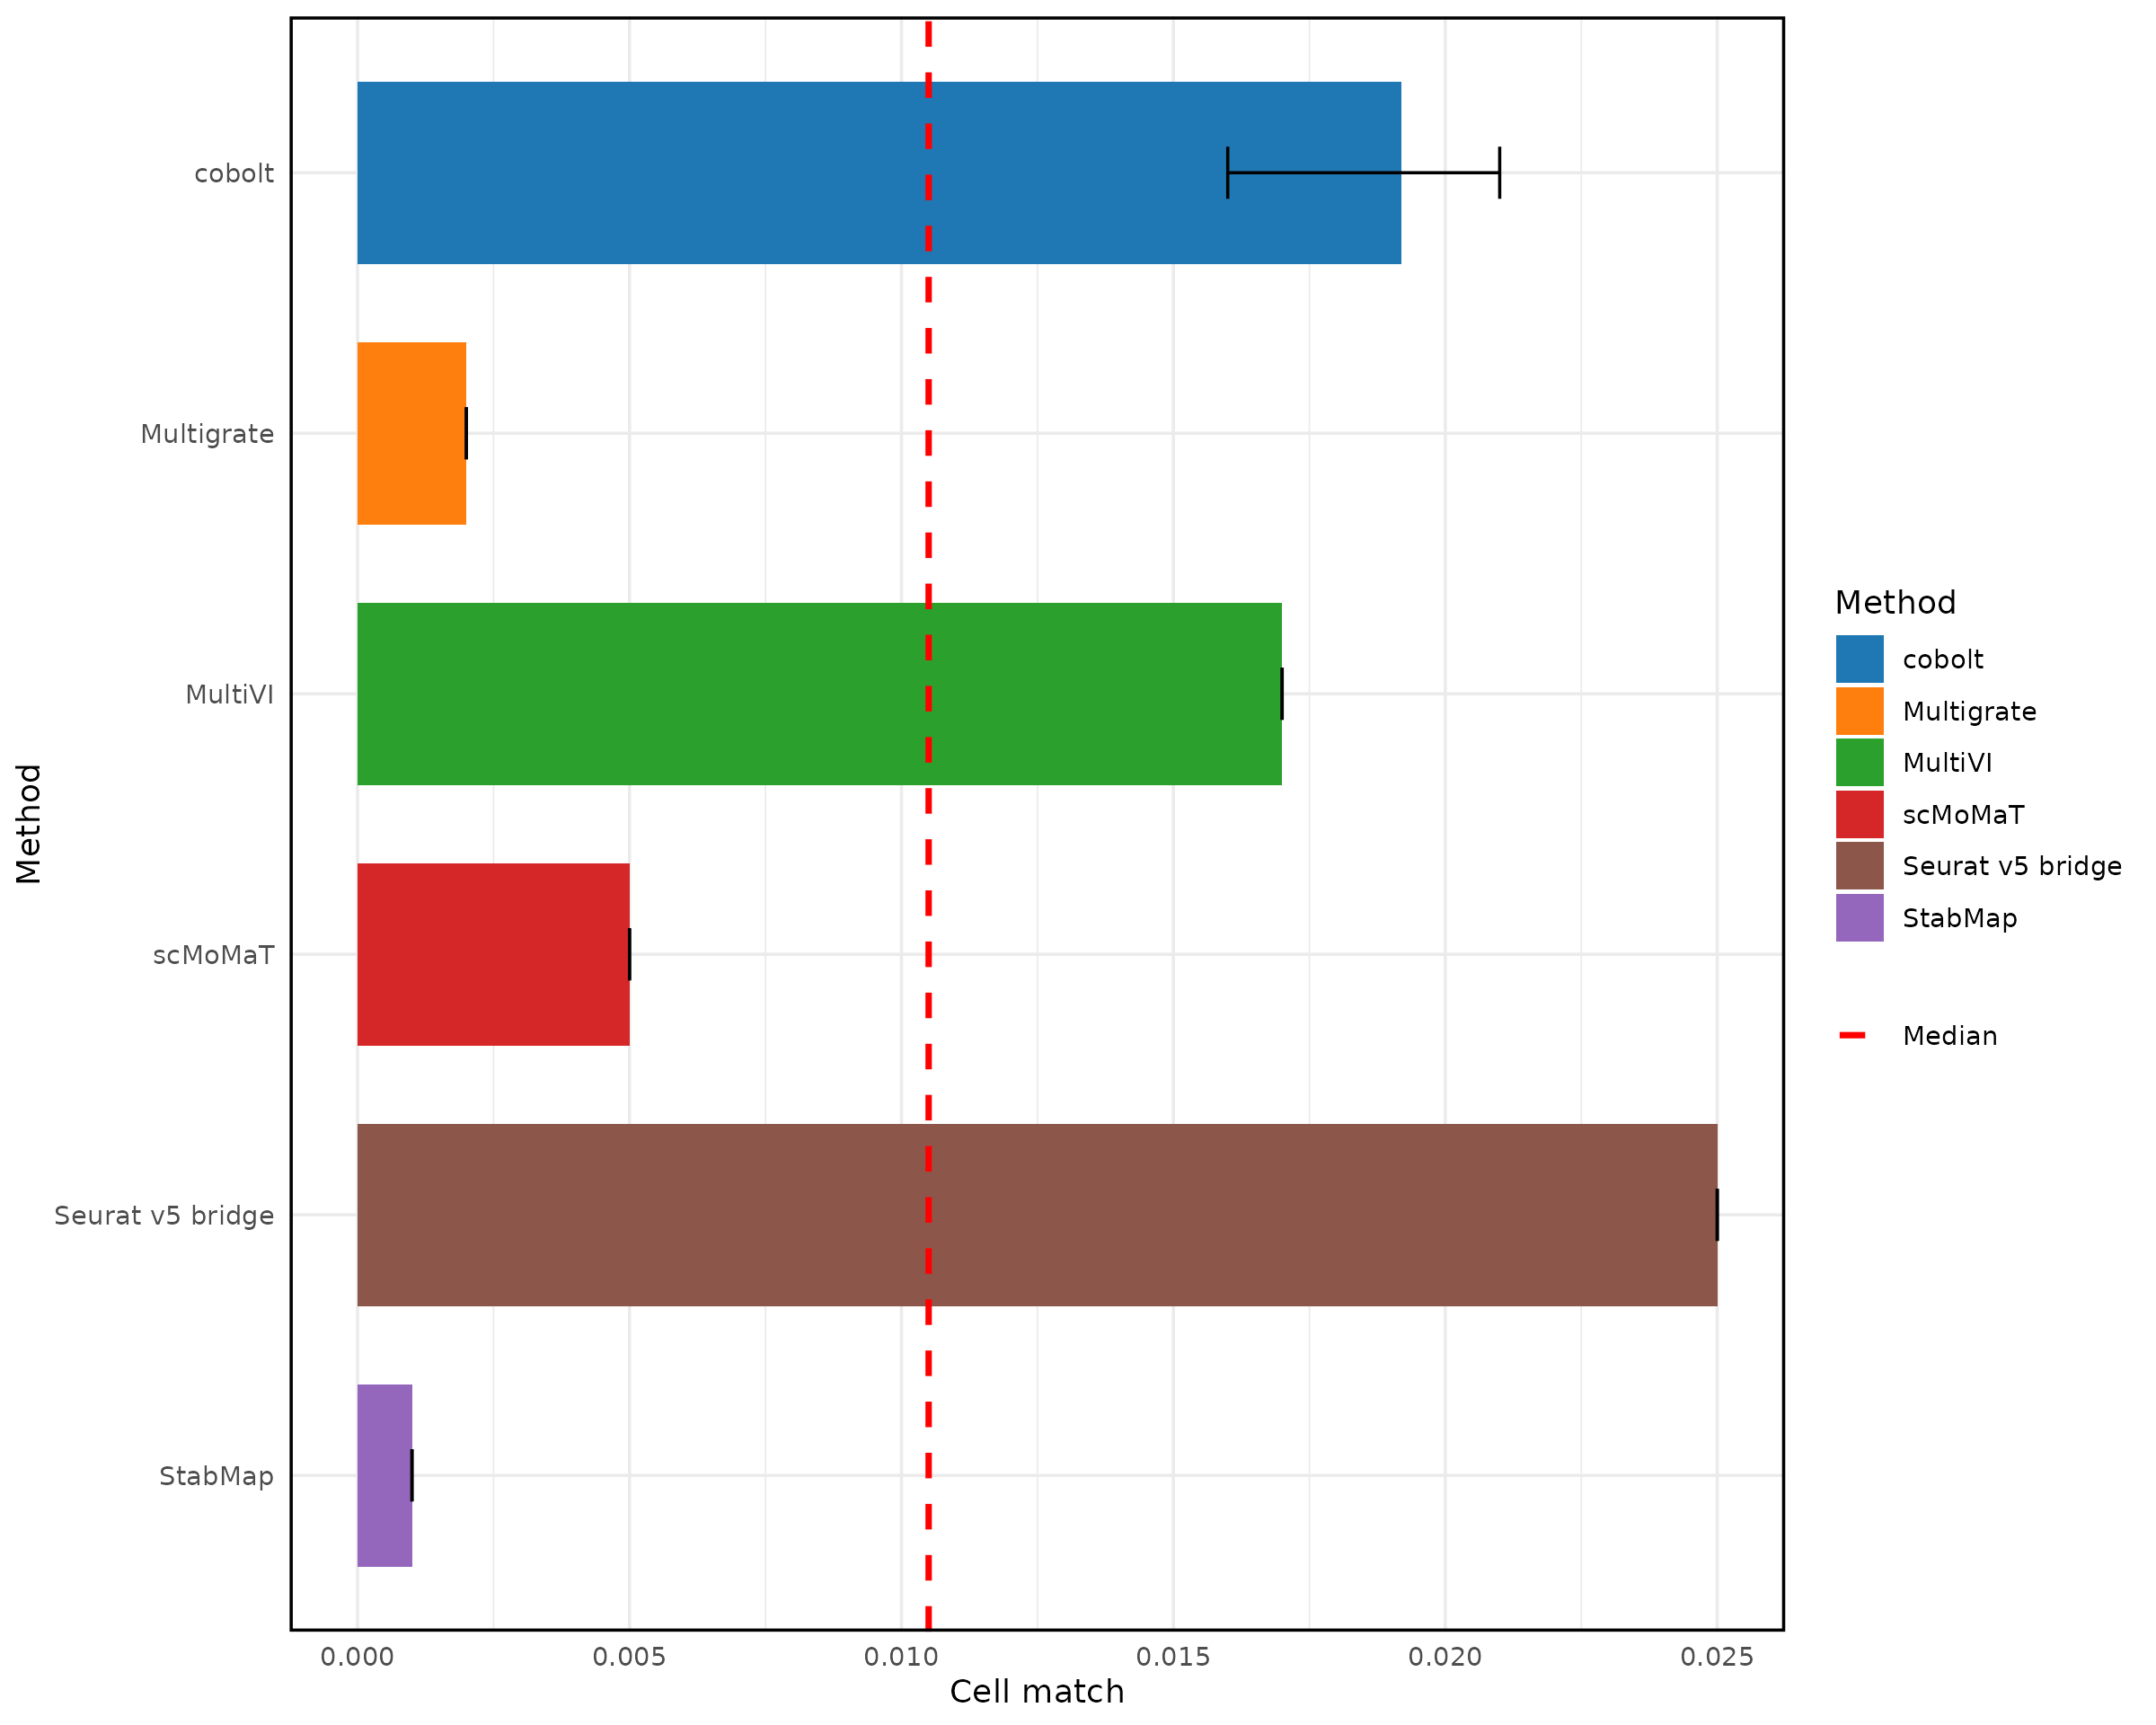 cobolt
Multigrate
MultiVI
scMoMaT
Seurat v5 bridge
StabMap
Method
0.000 0.005 0.010 0.015 0.020 0.025
Cell match
Method
cobolt
Multigrate
MultiVI
scMoMaT
Seurat v5 bridge
StabMap
Median